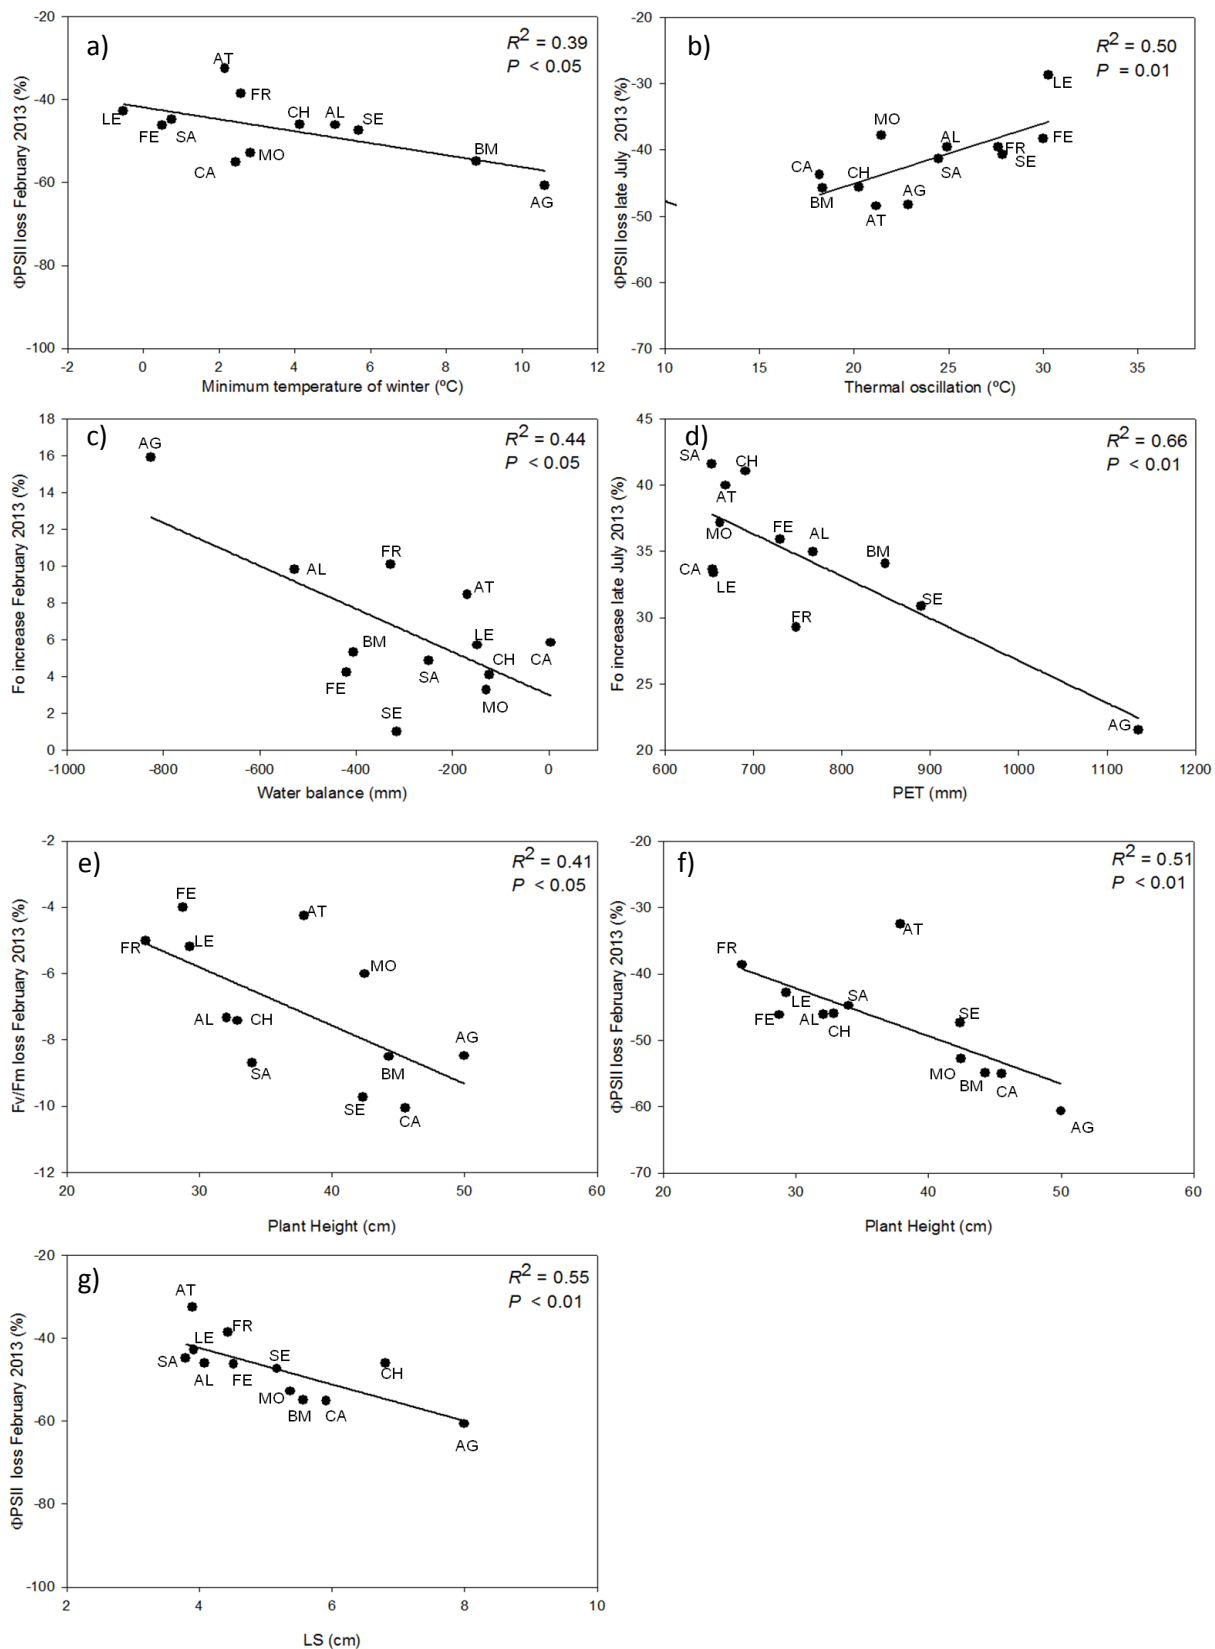 a)
R² = 0.39
P < 0.05
ΦPSII loss February 2013 (%)
-20
-40
-60
-80
-100
AT
FR
LE
FE
SA
CA
MO
CH
AL
SE
BM
AG
-2
0
2
4
6
8
10
12
Minimum temperature of winter (ºC)
b)
R² = 0.50
P = 0.01
ΦPSII loss late July 2013 (%)
-20
-30
-40
-50
-60
-70
LE
MO
AL
FR
FE
SE
SA
CA
CH
BM
AG
AT
10
15
20
25
30
35
Thermal oscillation (ºC)
c)
R² = 0.44
P < 0.05
Fo increase February 2013 (%)
18
16
14
12
10
8
6
4
2
0
AG
AL
FR
AT
BM
LE
FE
SA
CH
CA
MO
SE
-1000
-800
-600
-400
-200
0
Water balance (mm)
d)
R² = 0.66
P < 0.01
Fo increase late July 2013 (%)
45
40
35
30
25
20
SA
CH
AT
MO
FE
AL
BM
CA
LE
SE
FR
AG
600
700
800
900
1000
1100
1200
PET (mm)
e)
R² = 0.41
P < 0.05
Fv/Fm loss February 2013 (%)
-2
-4
-6
-8
-10
-12
FE
AT
FR
LE
MO
AL
CH
AG
SA
BM
SE
CA
20
30
40
50
60
Plant Height (cm)
f)
R² = 0.51
P < 0.01
ΦPSII loss February 2013 (%)
-20
-30
-40
-50
-60
-70
AT
FR
LE
SA
FE
AL
CH
SE
MO
BM
CA
AG
20
30
40
50
60
Plant Height (cm)
g)
R² = 0.55
P < 0.01
ΦPSII loss February 2013 (%)
-20
-40
-60
-80
-100
AT
FR
LE
SA
AL
FE
SE
CH
MO
BM
CA
AG
2
4
6
8
10
LS (cm)